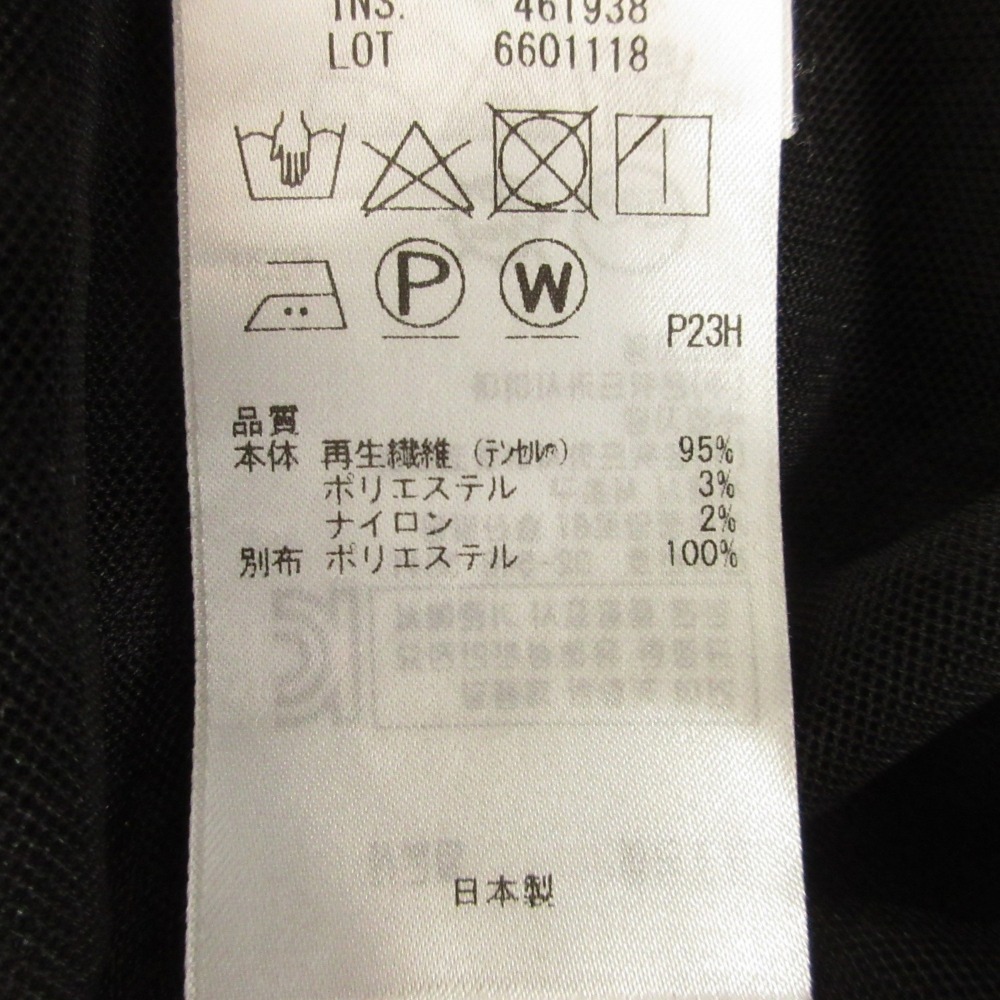 INS. 461938
LOT 6601118
P
W
P23H
品質
本体 再生繊維 (テンセル®) 95%
ポリエステル 3%
ナイロン 2%
別布 ポリエステル 100%
日本製